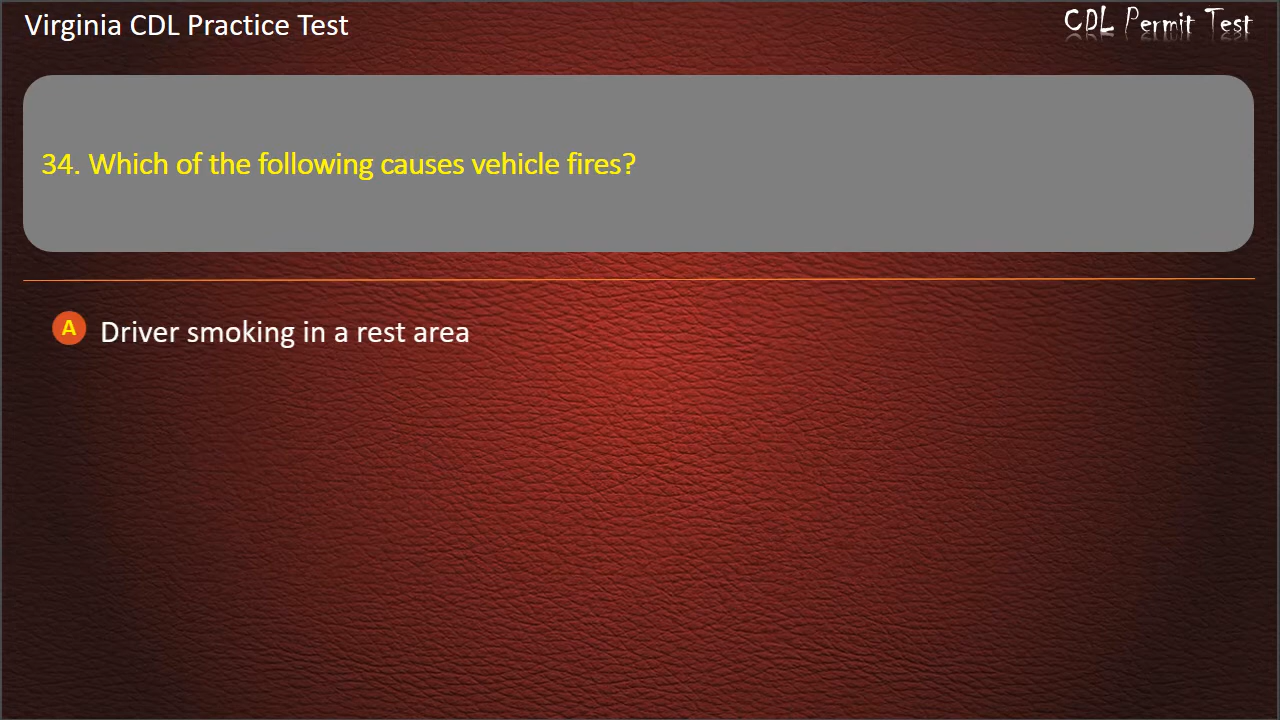 Virginia CDL Practice Test
CDL Permit Test
34. Which of the following causes vehicle fires?
A Driver smoking in a rest area